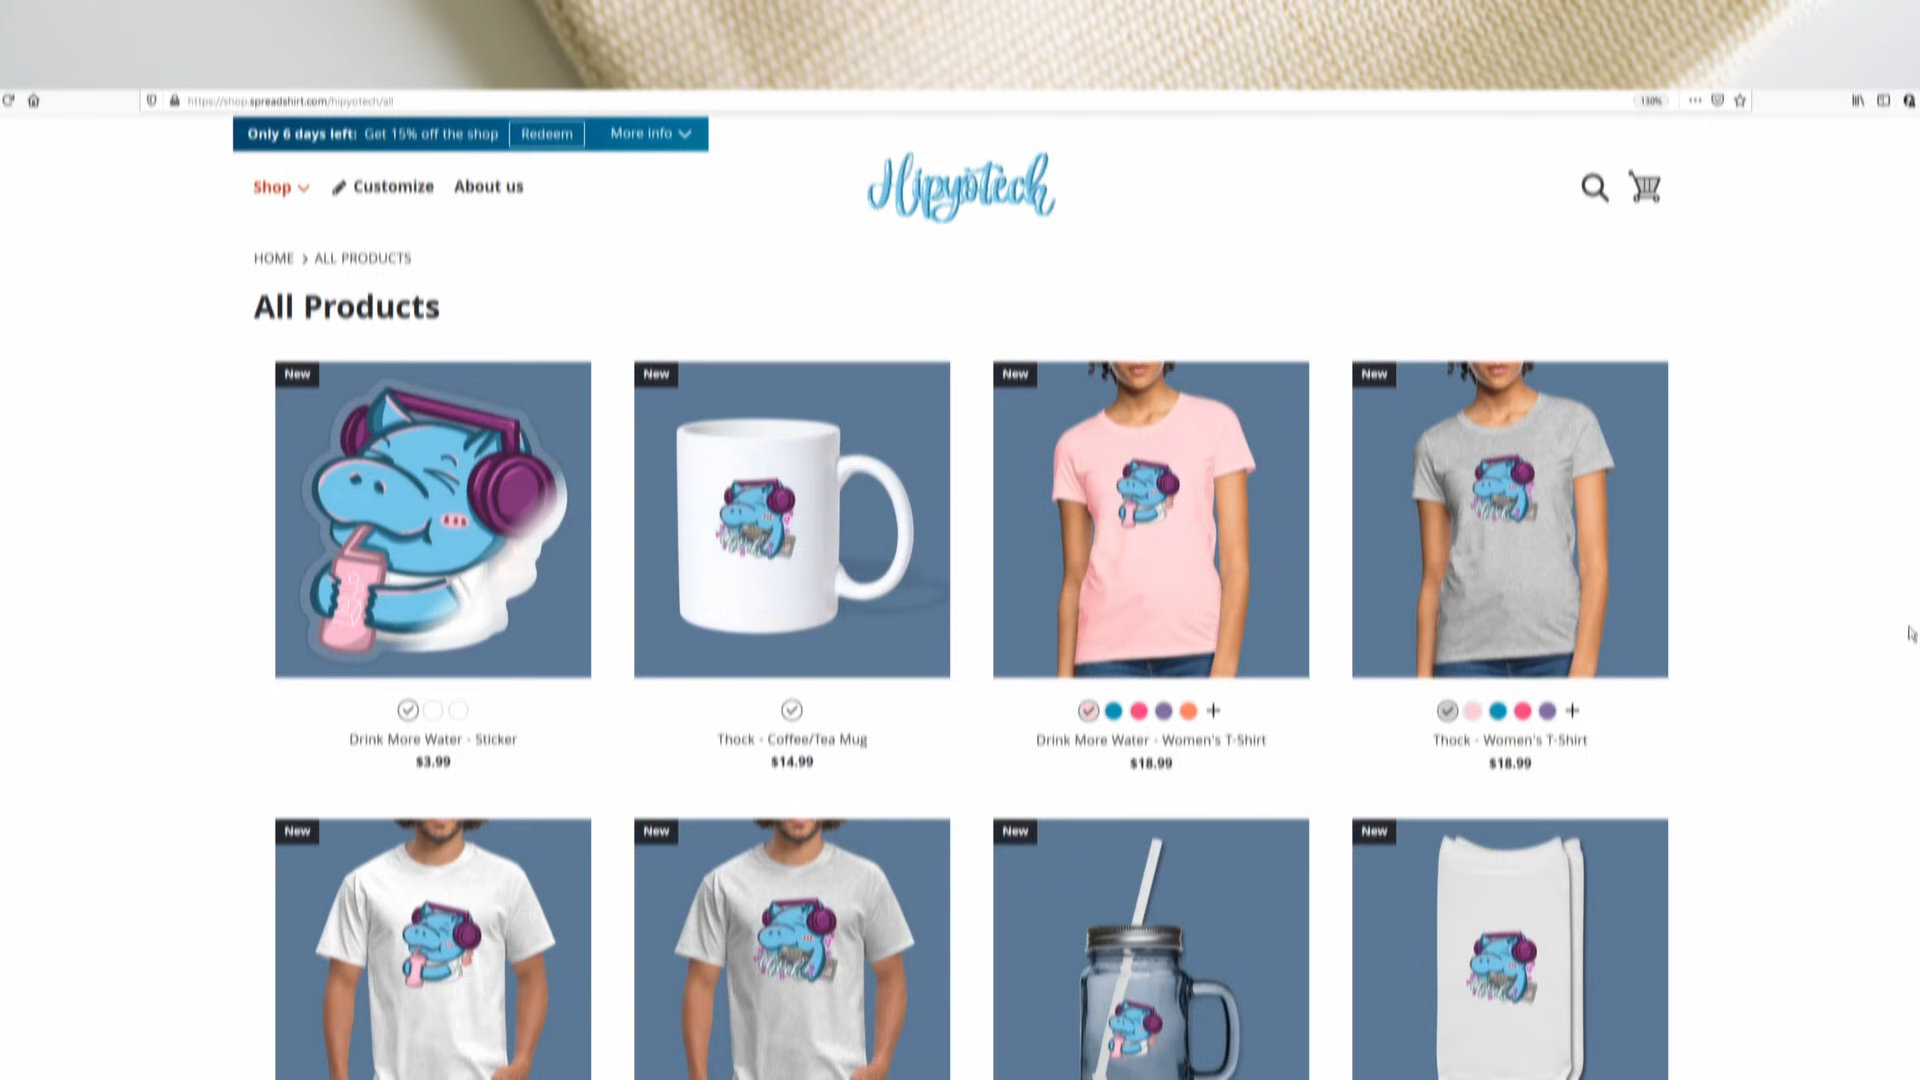 https://shop.spreadshirt.com/hipyotech/all
130%
Only 6 days left: Get 15% off the shop Redeem More info
Shop Customize About us
Hipyotech
HOME > ALL PRODUCTS
All Products
New New New New
Drink More Water - Sticker
$3.99
Thock - Coffee/Tea Mug
$14.99
Drink More Water - Women's T-Shirt
$18.99
Thock - Women's T-Shirt
$18.99
New New New New